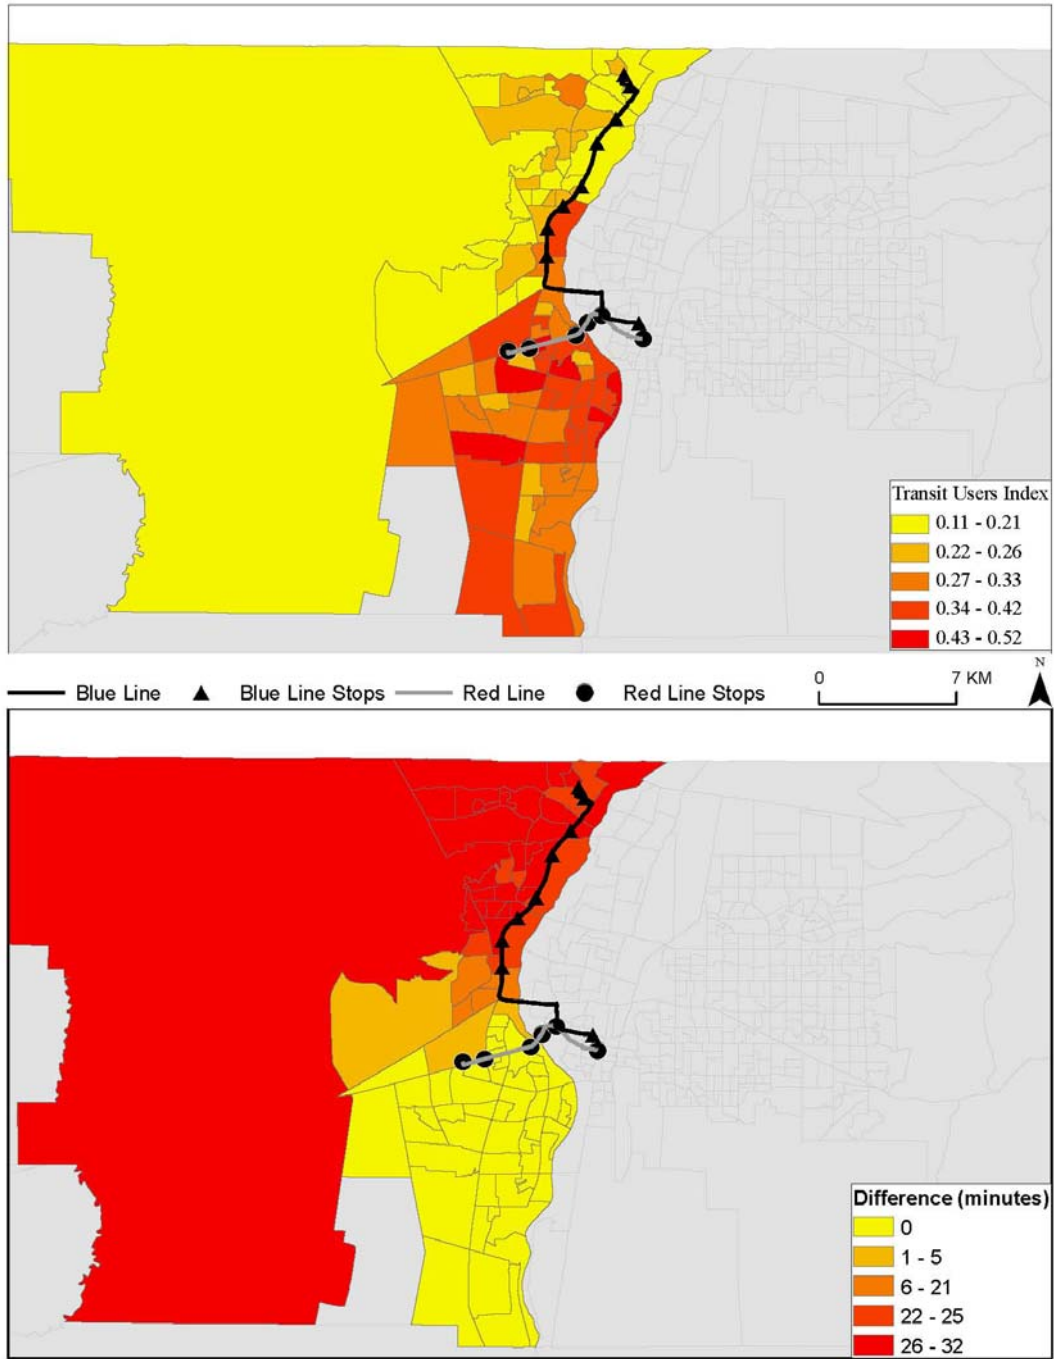 Transit Users Index
0.11 - 0.21
0.22 - 0.26
0.27 - 0.33
0.34 - 0.42
0.43 - 0.52
Blue Line
Blue Line Stops
Red Line
Red Line Stops
0
7 KM
N
Difference (minutes)
0
1 - 5
6 - 21
22 - 25
26 - 32